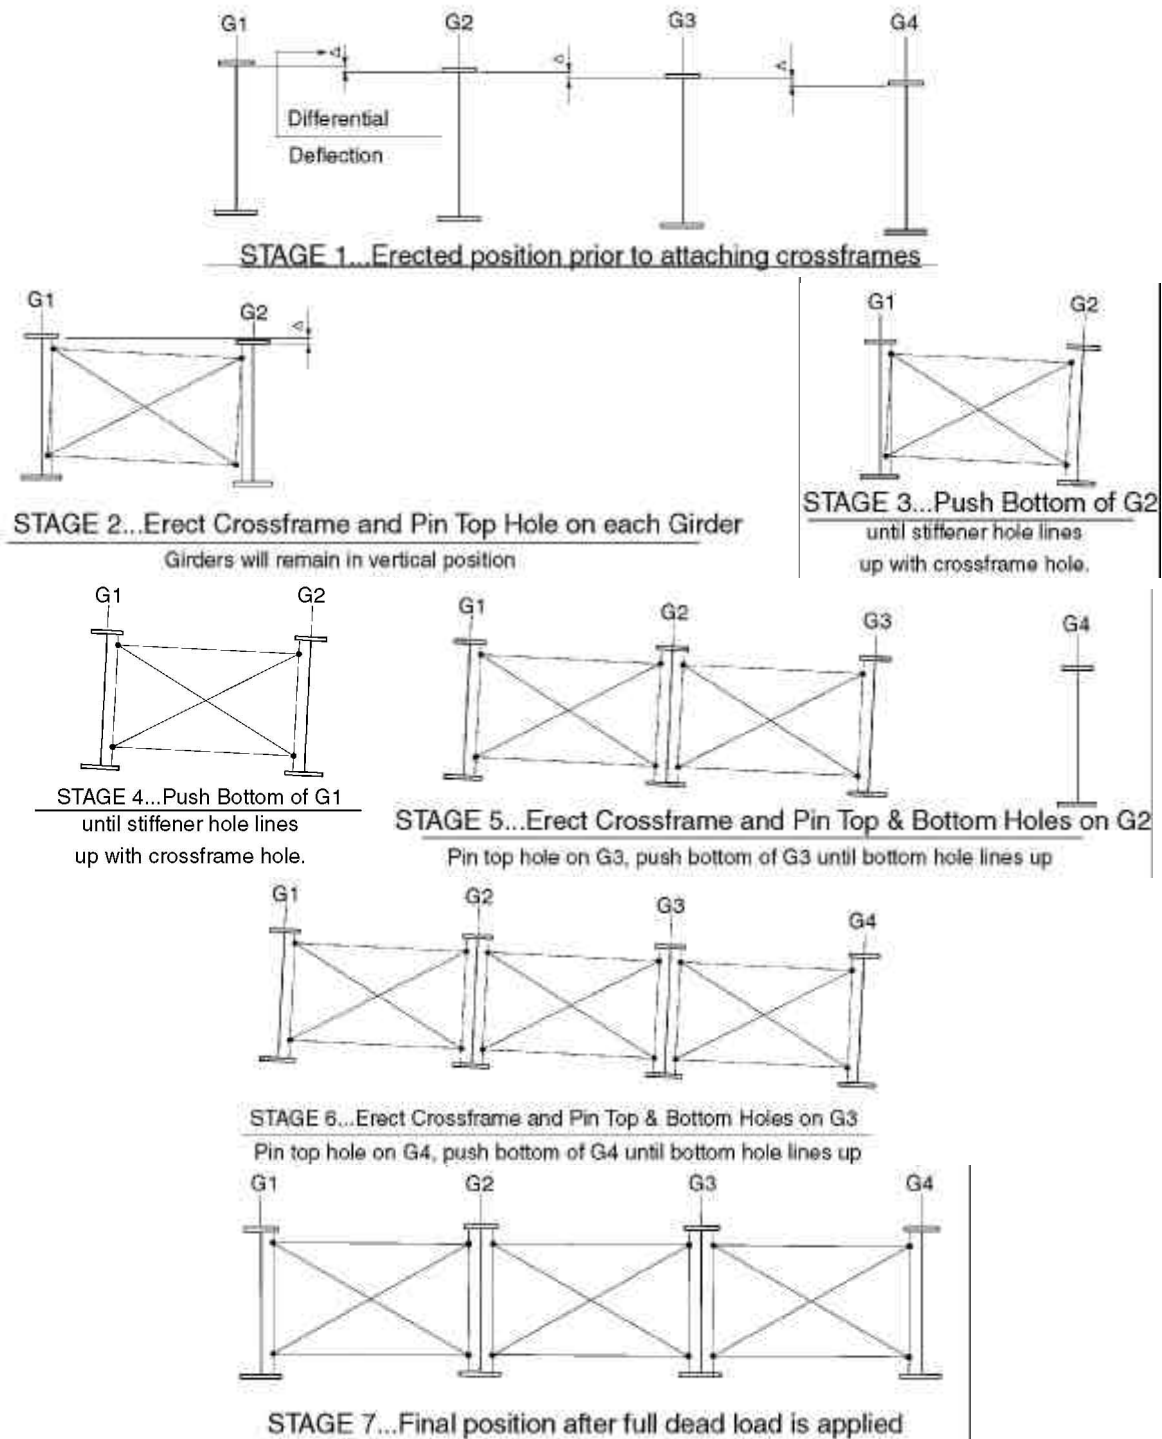 G1 G2 G3 G4
Δ Δ Δ
Differential
Deflection
STAGE 1...Erected position prior to attaching crossframes
G1 G2 Δ
STAGE 2...Erect Crossframe and Pin Top Hole on each Girder
Girders will remain in vertical position
G1 G2
STAGE 3...Push Bottom of G2
until stiffener hole lines
up with crossframe hole.
G1 G2
STAGE 4...Push Bottom of G1
until stiffener hole lines
up with crossframe hole.
G1 G2 G3 G4
STAGE 5...Erect Crossframe and Pin Top & Bottom Holes on G2
Pin top hole on G3, push bottom of G3 until bottom hole lines up
G1 G2 G3 G4
STAGE 6...Erect Crossframe and Pin Top & Bottom Holes on G3
Pin top hole on G4, push bottom of G4 until bottom hole lines up
G1 G2 G3 G4
STAGE 7...Final position after full dead load is applied